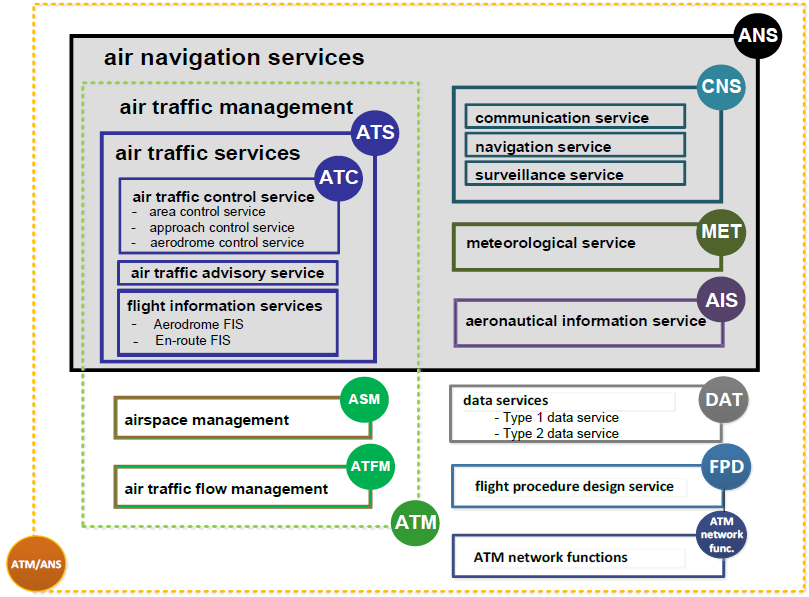 ANS
air navigation services
air traffic management
ATS
air traffic services
ATC
air traffic control service
- area control service
- approach control service
- aerodrome control service
air traffic advisory service
flight information services
- Aerodrome FIS
- En-route FIS
CNS
communication service
navigation service
surveillance service
MET
meteorological service
AIS
aeronautical information service
ASM
airspace management
ATFM
air traffic flow management
ATM
DAT
data services
- Type 1 data service
- Type 2 data service
FPD
flight procedure design service
ATM
network
func.
ATM network functions
ATM/ANS